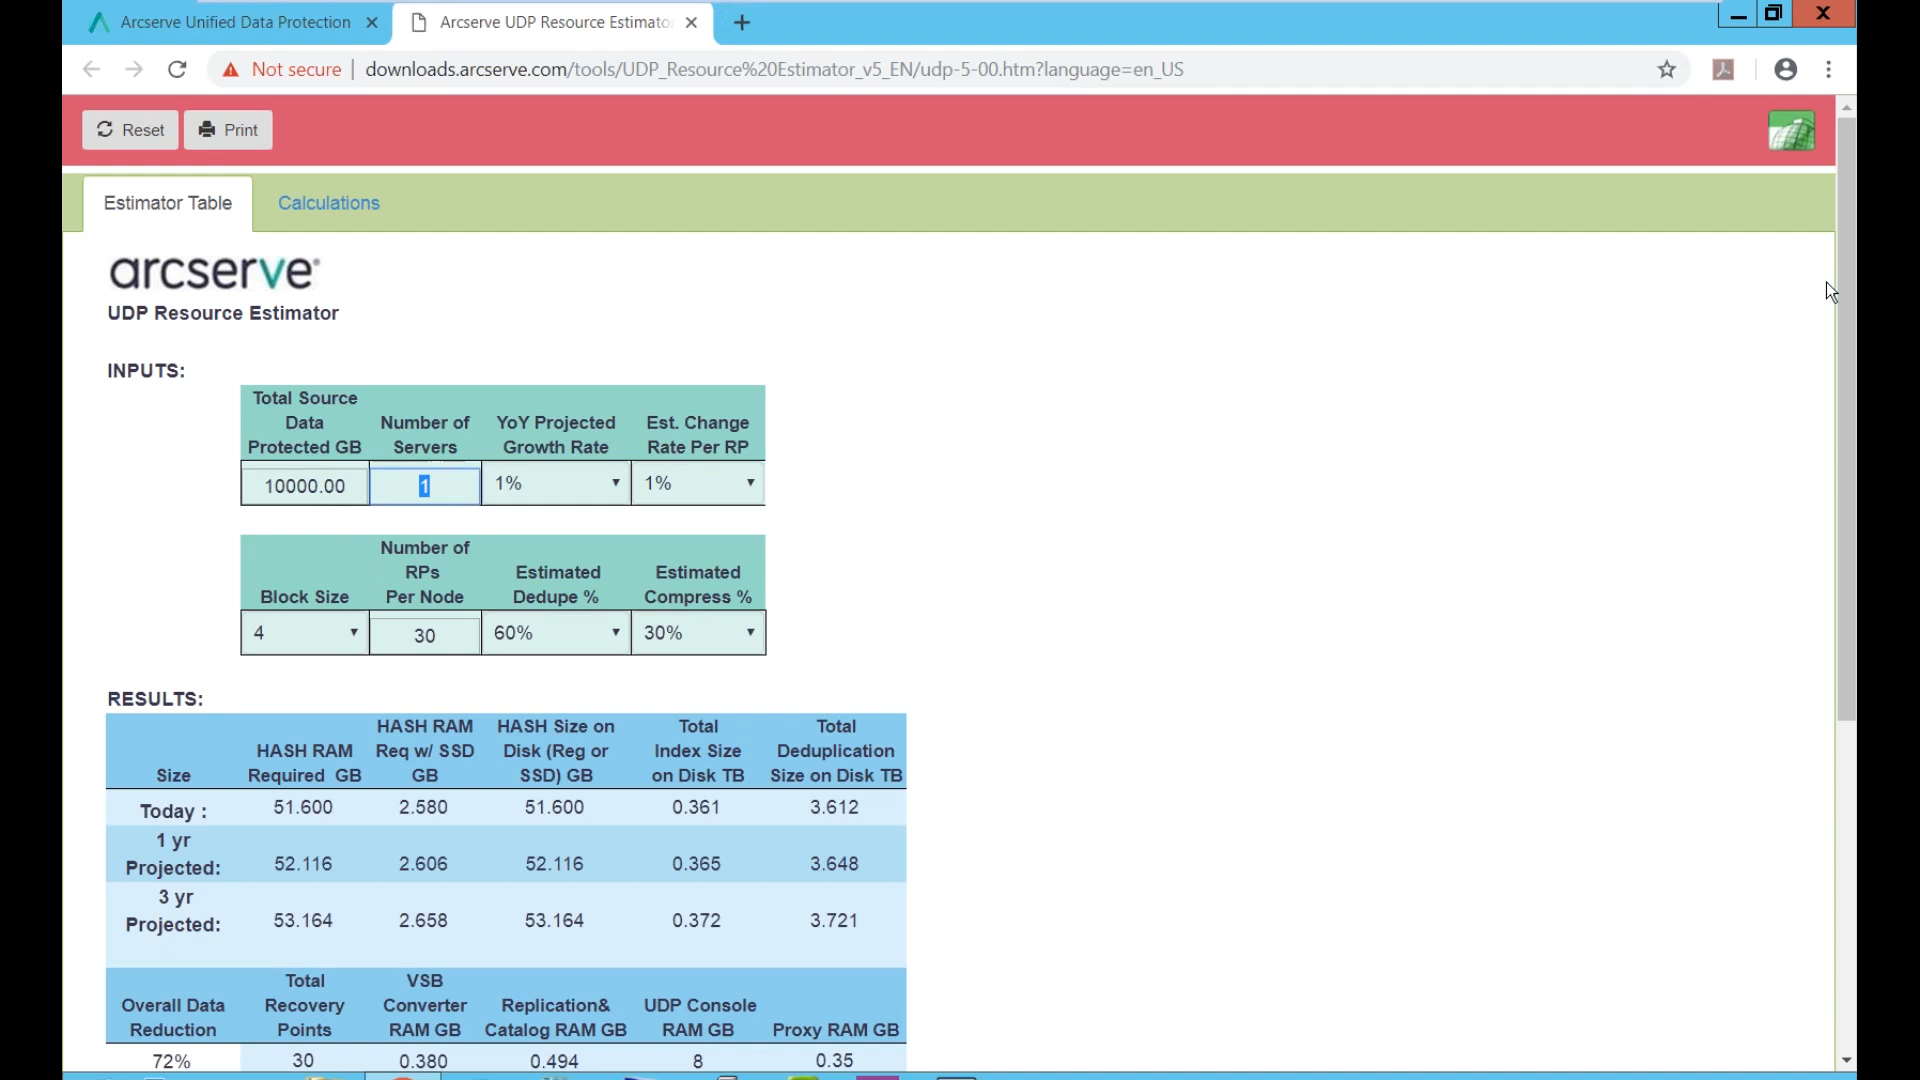 Arcserve Unified Data Protection
Arcserve UDP Resource Estimato
Not secure | downloads.arcserve.com/tools/UDP_Resource%20Estimator_v5_EN/udp-5-00.htm?language=en_US
Reset Print
Estimator Table Calculations
arcserve
UDP Resource Estimator
INPUTS:
Total Source
Data Number of YoY Projected Est. Change
Protected GB Servers Growth Rate Rate Per RP
10000.00 1 1% 1%
Number of
RPs Estimated Estimated
Block Size Per Node Dedupe % Compress %
4 30 60% 30%
RESULTS:
HASH RAM HASH Size on Total Total
HASH RAM Req w/ SSD Disk (Reg or Index Size Deduplication
Size Required GB GB SSD) GB on Disk TB Size on Disk TB
Today : 51.600 2.580 51.600 0.361 3.612
1 yr
Projected: 52.116 2.606 52.116 0.365 3.648
3 yr
Projected: 53.164 2.658 53.164 0.372 3.721
Total VSB
Overall Data Recovery Converter Replication& UDP Console
Reduction Points RAM GB Catalog RAM GB RAM GB Proxy RAM GB
72% 30 0.380 0.494 8 0.35